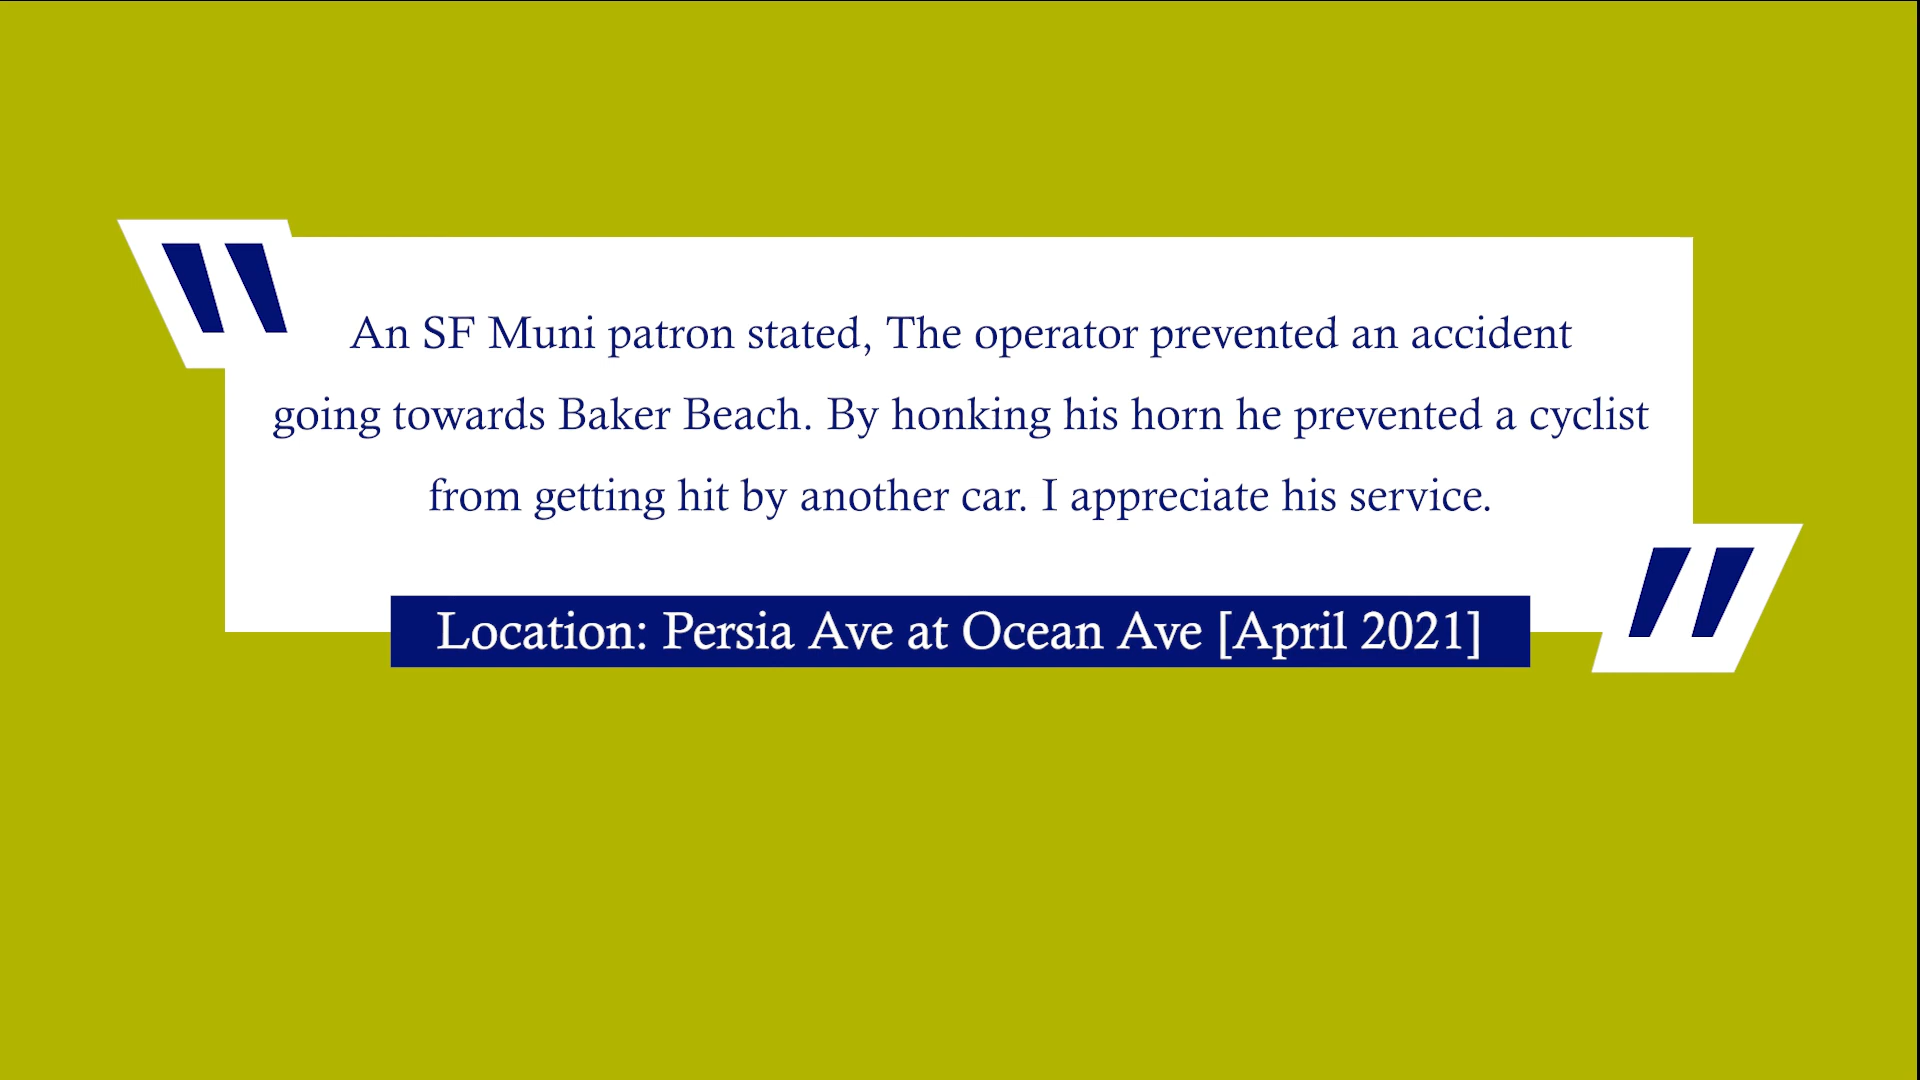 An SF Muni patron stated, The operator prevented an accident
going towards Baker Beach. By honking his horn he prevented a cyclist
from getting hit by another car. I appreciate his service.
Location: Persia Ave at Ocean Ave [April 2021]